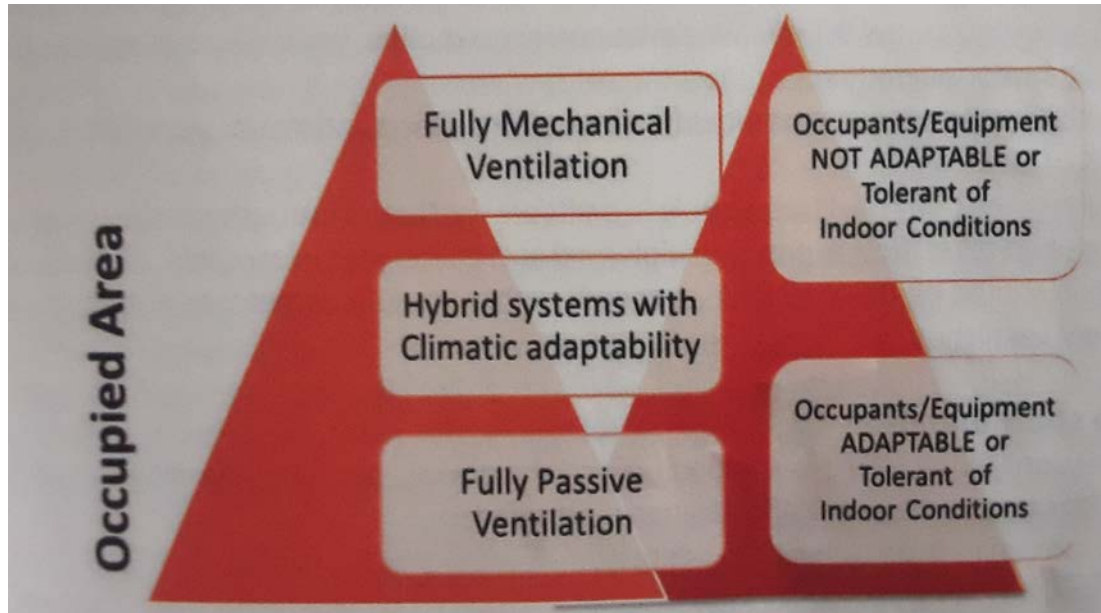 Occupied Area
Fully Mechanical
Ventilation
Hybrid systems with
Climatic adaptability
Fully Passive
Ventilation
Occupants/Equipment
NOT ADAPTABLE or
Tolerant of
Indoor Conditions
Occupants/Equipment
ADAPTABLE or
Tolerant of
Indoor Conditions